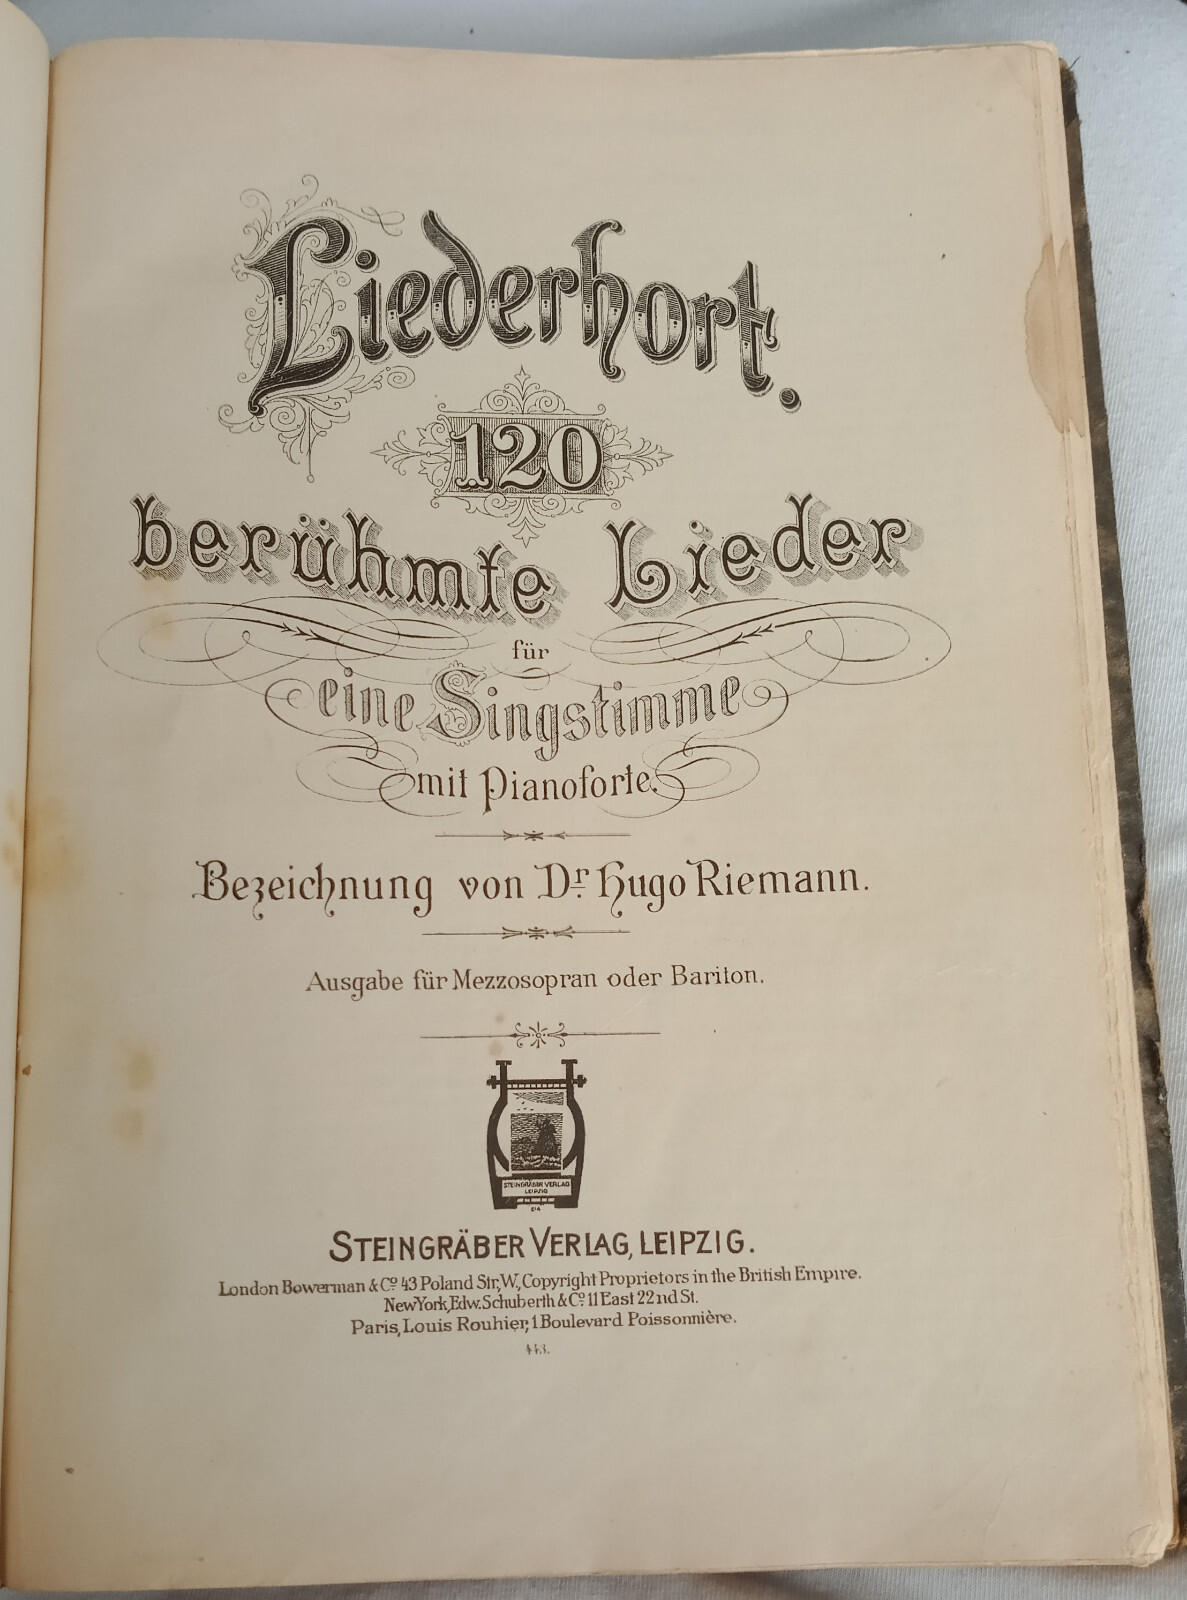 Liederhort.
120
berühmte Lieder
für
eine Singstimme
mit Pianoforte.
Bezeichnung von Dr. Hugo Riemann.
Ausgabe für Mezzosopran oder Bariton.
STEINGRÄBER VERLAG
LEIPZIG
STEINGRÄBER VERLAG, LEIPZIG.
London Bowerman & Co. 43 Poland Str., W., Copyright Proprietors in the British Empire.
New York, Edw. Schuberth & Co. 11 East 22nd St.
Paris, Louis Rouhier, 1 Boulevard Poissonnière.
443.